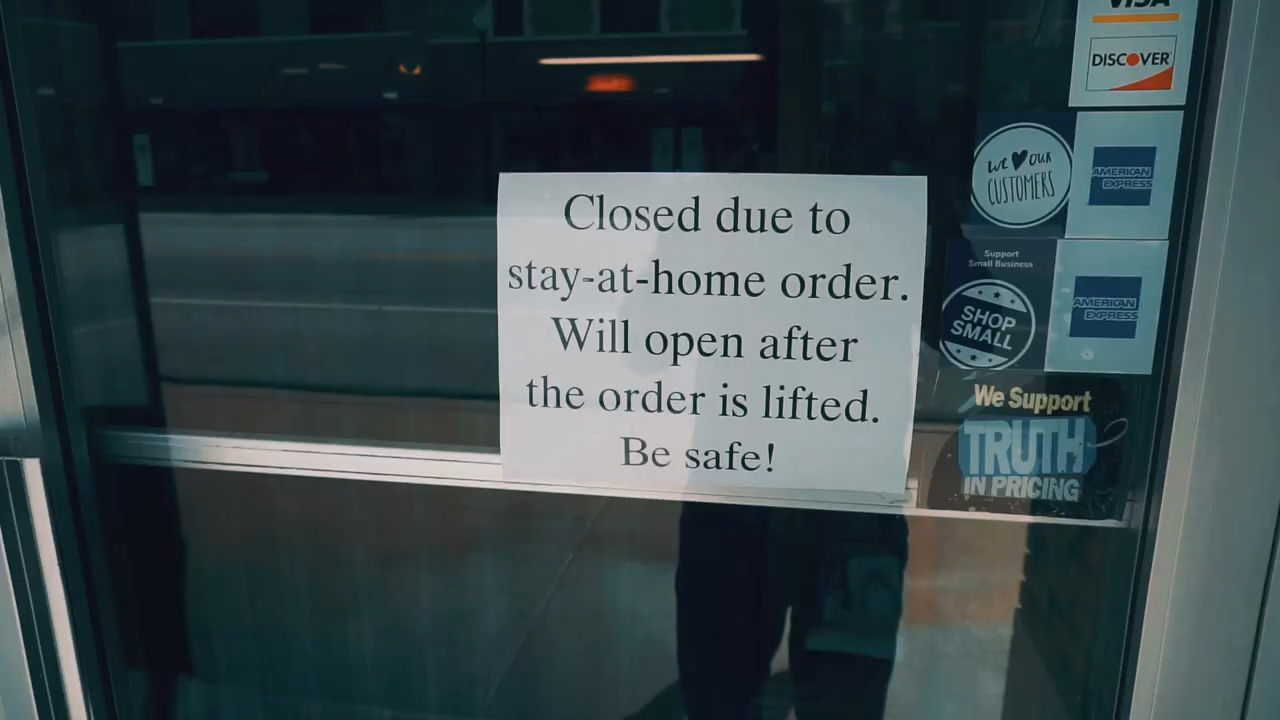 VISA
DISCOVER
We ♥ our
CUSTOMERS
AMERICAN
EXPRESS
Closed due to
stay-at-home order.
Will open after
the order is lifted.
Be safe!
Support
Small Business
SHOP
SMALL
AMERICAN
EXPRESS
We Support
TRUTH
IN PRICING